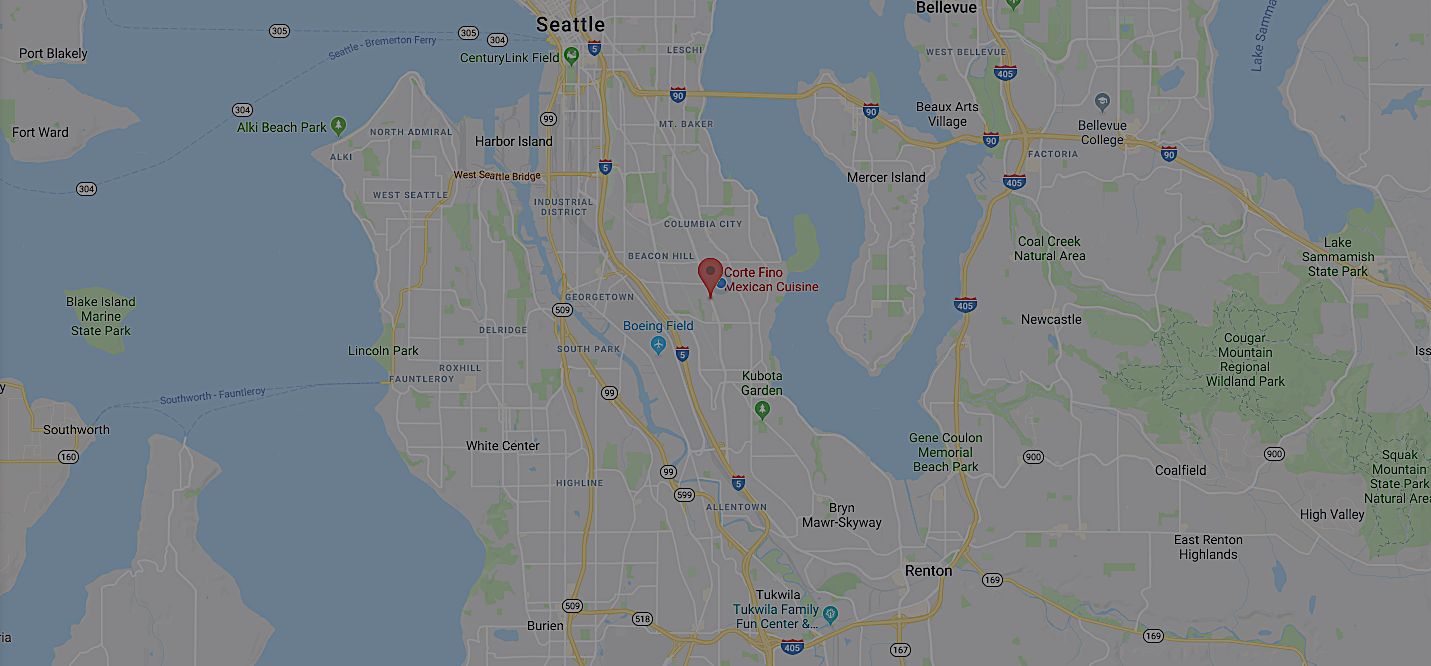 Seattle
Bellevue
Port Blakely
305
305
304
Seattle - Bremerton Ferry
CenturyLink Field
5
LESCHI
WEST BELLEVUE
405
Lake Samma
304
Fort Ward
Alki Beach Park
NORTH ADMIRAL
ALKI
99
Harbor Island
90
MT. BAKER
90
Beaux Arts
Village
Bellevue
College
90
FACTORIA
90
304
West Seattle Bridge
WEST SEATTLE
5
INDUSTRIAL
DISTRICT
Mercer Island
405
COLUMBIA CITY
BEACON HILL
Coal Creek
Natural Area
Lake
Sammamish
State Park
Corte Fino
Mexican Cuisine
Blake Island
Marine
State Park
GEORGETOWN
509
405
Newcastle
DELRIDGE
Boeing Field
SOUTH PARK
5
Lincoln Park
ROXHILL
FAUNTLEROY
Cougar
Mountain
Regional
Wildland Park
Iss
y
Southworth - Fauntleroy
99
Kubota
Garden
Southworth
160
White Center
Gene Coulon
Memorial
Beach Park
900
900
Coalfield
Squak
Mountain
State Park
Natural Area
HIGHLINE
99
599
5
ALLENTOWN
Bryn
Mawr-Skyway
High Valley
East Renton
Highlands
Renton
169
509
518
Burien
Tukwila
Tukwila Family
Fun Center &...
405
167
169
ia